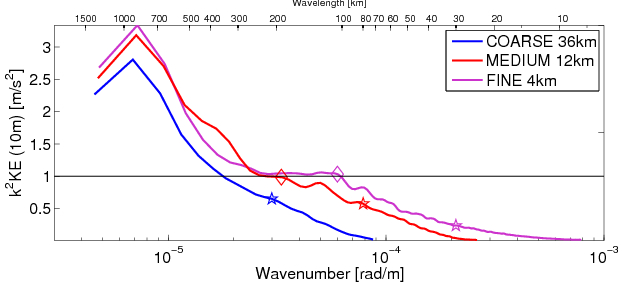 Wavelength [km]
1500 1000 700 500 400 300 200 100 80 70 60 50 40 30 20 10
3
2.5
2
1.5
1
0.5
k²KE (10m) [m/s²]
COARSE 36km
MEDIUM 12km
FINE 4km
10⁻⁵ 10⁻⁴ 10⁻³
Wavenumber [rad/m]